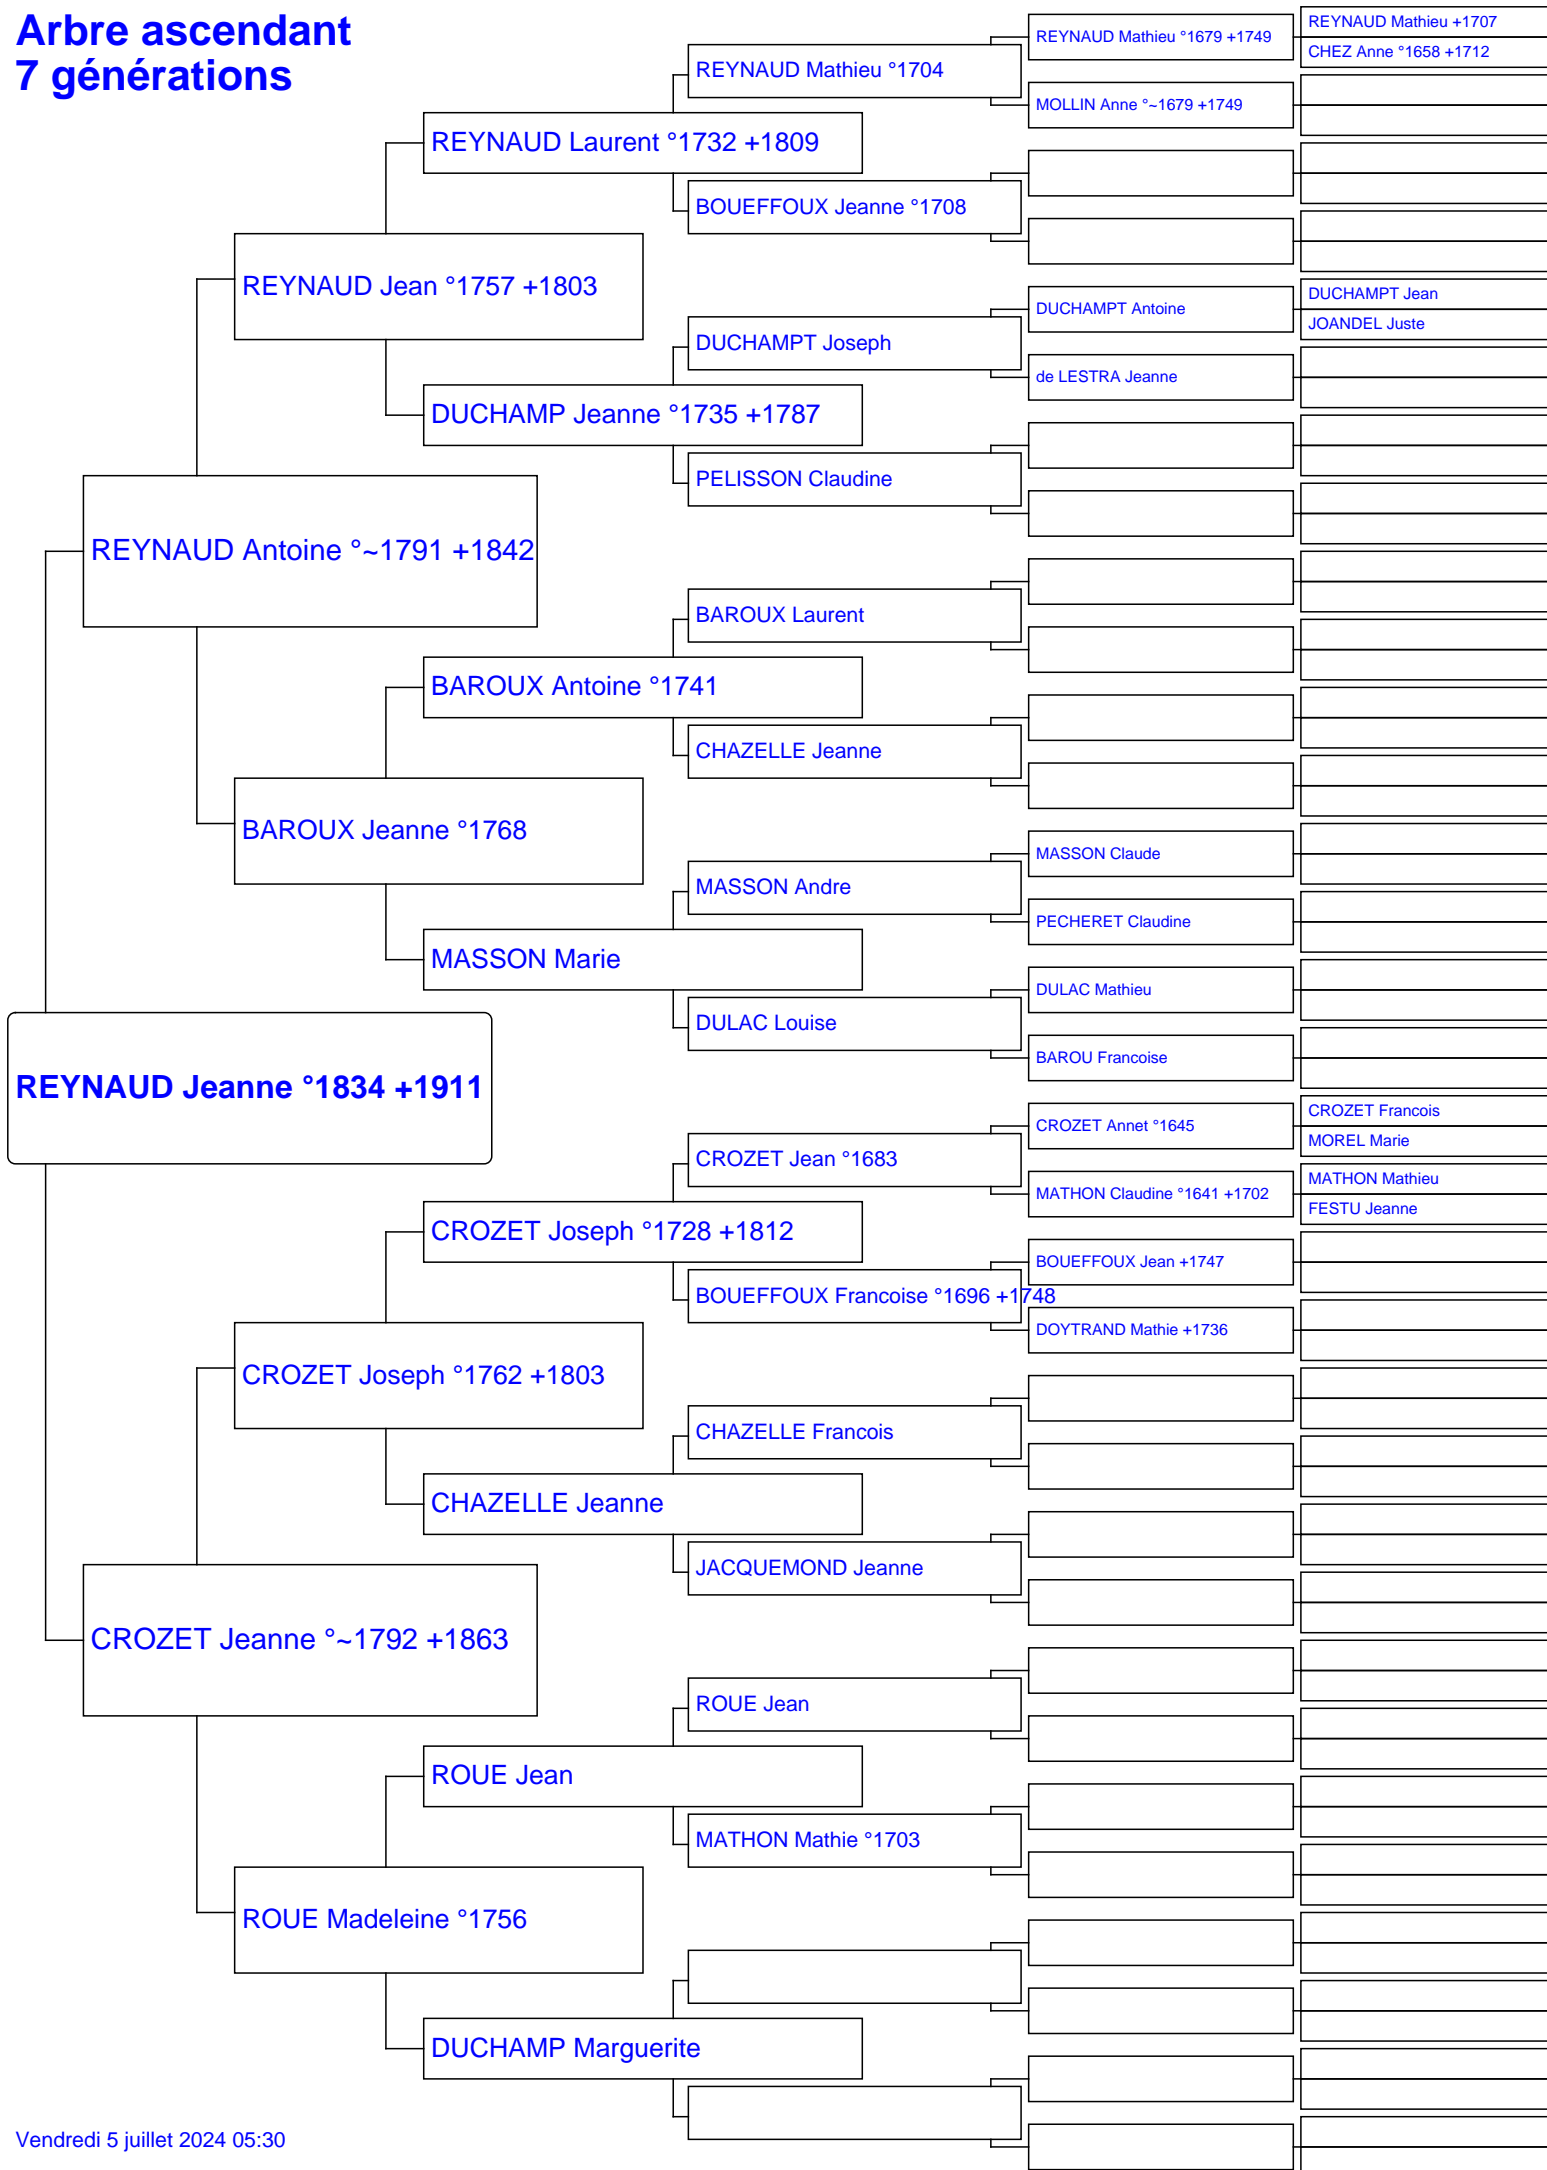 Arbre ascendant
7 générations
REYNAUD Mathieu +1707
REYNAUD Mathieu °1679 +1749
CHEZ Anne °1658 +1712
REYNAUD Mathieu °1704
MOLLIN Anne °~1679 +1749
REYNAUD Laurent °1732 +1809
BOUEFFOUX Jeanne °1708
REYNAUD Jean °1757 +1803
DUCHAMPT Jean
DUCHAMPT Antoine
JOANDEL Juste
DUCHAMPT Joseph
de LESTRA Jeanne
DUCHAMP Jeanne °1735 +1787
PELISSON Claudine
REYNAUD Antoine °~1791 +1842
BAROUX Laurent
BAROUX Antoine °1741
CHAZELLE Jeanne
BAROUX Jeanne °1768
MASSON Claude
MASSON Andre
PECHERET Claudine
MASSON Marie
DULAC Mathieu
DULAC Louise
BAROU Francoise
REYNAUD Jeanne °1834 +1911
CROZET Francois
CROZET Annet °1645
MOREL Marie
CROZET Jean °1683
MATHON Mathieu
MATHON Claudine °1641 +1702
FESTU Jeanne
CROZET Joseph °1728 +1812
BOUEFFOUX Jean +1747
BOUEFFOUX Francoise °1696 +1748
DOYTRAND Mathie +1736
CROZET Joseph °1762 +1803
CHAZELLE Francois
CHAZELLE Jeanne
JACQUEMOND Jeanne
CROZET Jeanne °~1792 +1863
ROUE Jean
ROUE Jean
MATHON Mathie °1703
ROUE Madeleine °1756
DUCHAMP Marguerite
Vendredi 5 juillet 2024 05:30